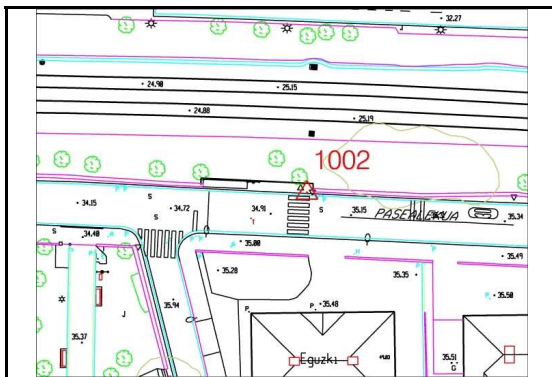 32.27
24.90
25.15
24.88
25.19
1002
34.15
S
S
34.72
34.91
S
35.15
PASEALEKUA
35.34
T
S
34.40
35.00
35.49
35.28
35.35
35.94
P.
P.
35.48
35.50
J
35.37
Eguzki
35.51
G